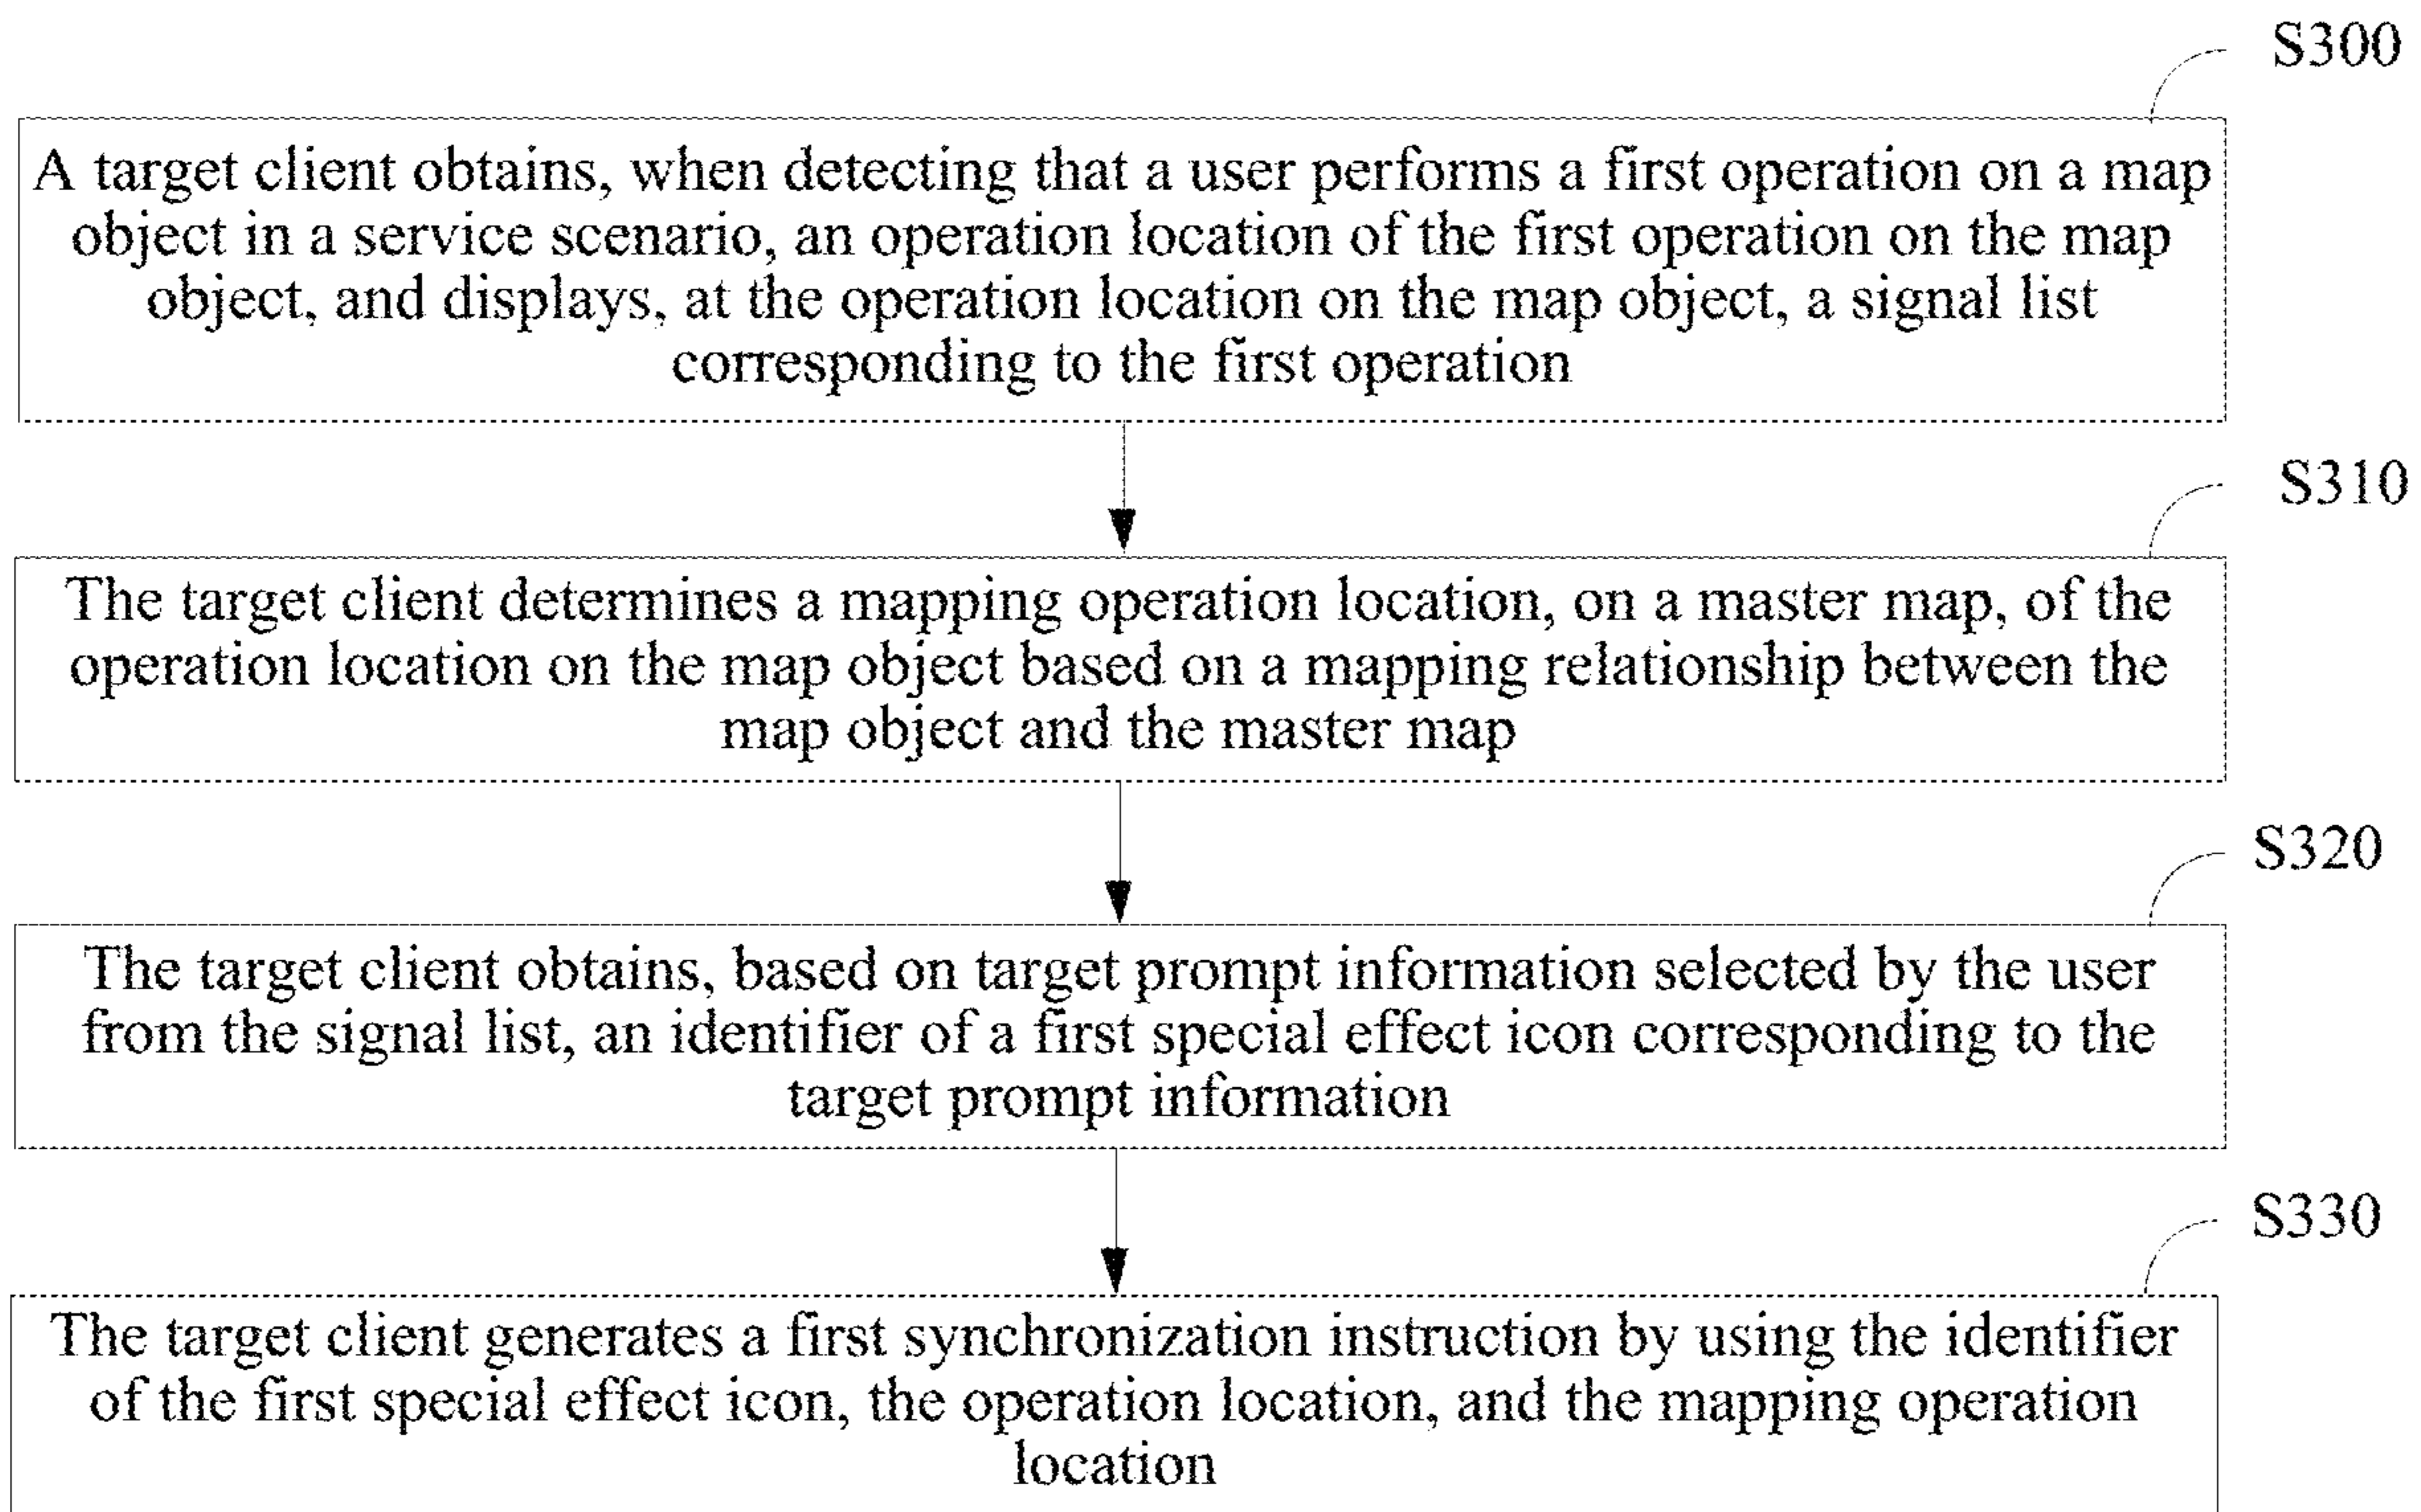 S300
A target client obtains, when detecting that a user performs a first operation on a map
object in a service scenario, an operation location of the first operation on the map
object, and displays, at the operation location on the map object, a signal list
corresponding to the first operation
S310
The target client determines a mapping operation location, on a master map, of the
operation location on the map object based on a mapping relationship between the
map object and the master map
S320
The target client obtains, based on target prompt information selected by the user
from the signal list, an identifier of a first special effect icon corresponding to the
target prompt information
S330
The target client generates a first synchronization instruction by using the identifier
of the first special effect icon, the operation location, and the mapping operation
location